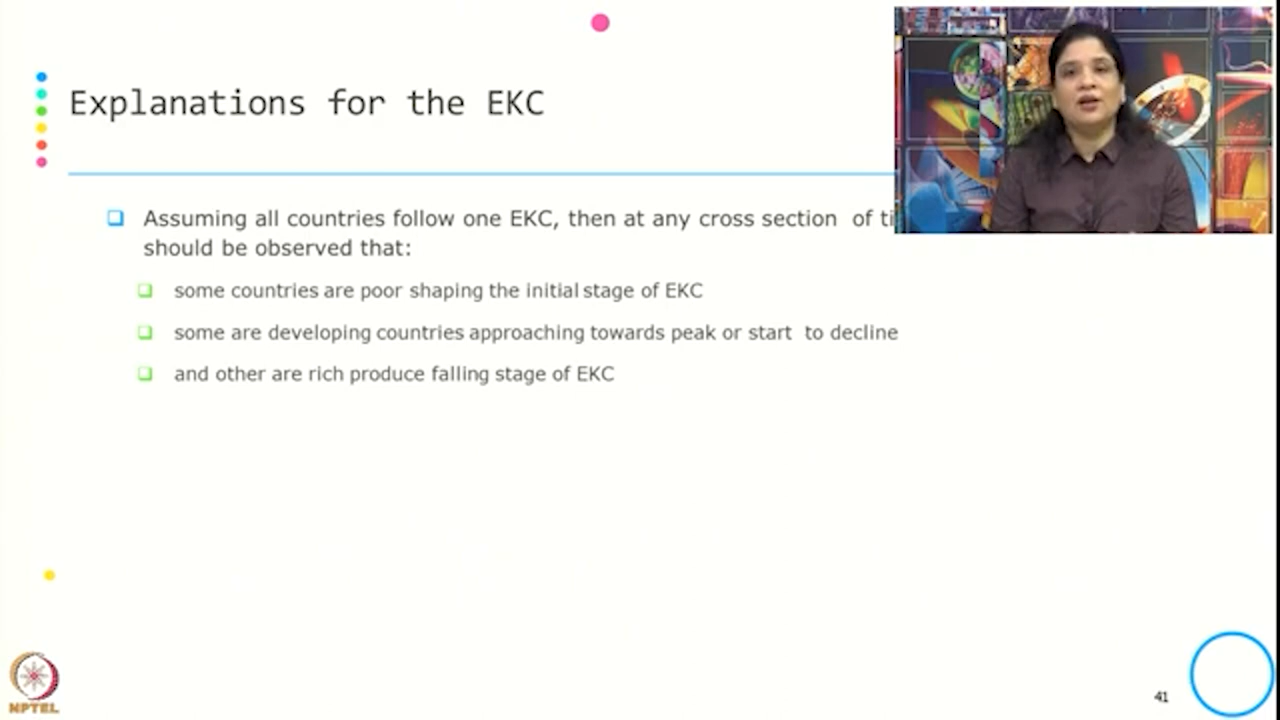 Explanations for the EKC
Assuming all countries follow one EKC, then at any cross section of
should be observed that:
some countries are poor shaping the initial stage of EKC
some are developing countries approaching towards peak or start to decline
and other are rich produce falling stage of EKC
NPTEL
41